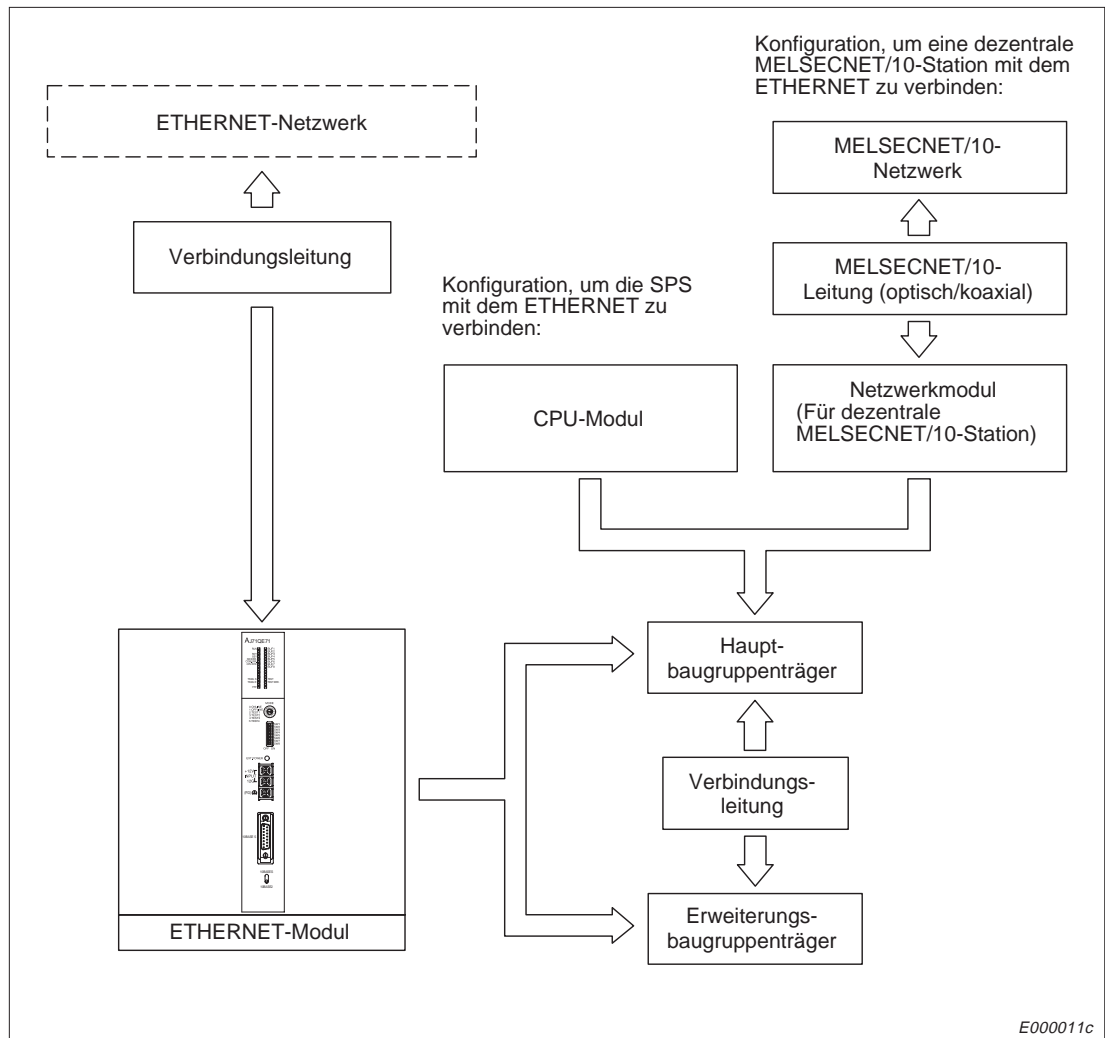 Konfiguration, um eine dezentrale
MELSECNET/10-Station mit dem
ETHERNET zu verbinden:
ETHERNET-Netzwerk
MELSECNET/10-
Netzwerk
Verbindungsleitung
MELSECNET/10-
Leitung (optisch/koaxial)
Konfiguration, um die SPS
mit dem ETHERNET zu
verbinden:
CPU-Modul
Netzwerkmodul
(Für dezentrale
MELSECNET/10-Station)
AJ71QE71
Haupt-
baugruppenträger
Verbindungs-
leitung
Erweiterungs-
baugruppenträger
ETHERNET-Modul
E000011c